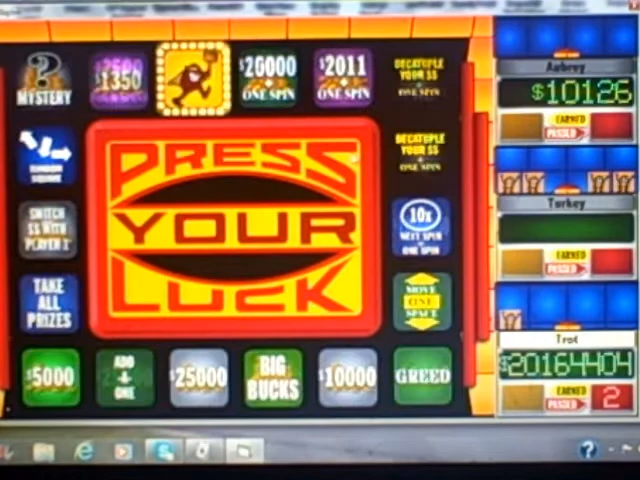 MYSTERY
$1350
$20000
+
ONE SPIN
$2011
+
ONE SPIN
DECATUPLE
YOUR $$
+
ONE SPIN
DECATUPLE
YOUR $$
+
ONE SPIN
SQUARE
SWITCH
$$ WITH
PLAYER 1
TAKE
ALL
PRIZES
PRESS
YOUR
LUCK
10x
NEXT SPIN
+
ONE SPIN
MOVE
ONE
SPACE
$5000
ADD
A
ONE
$25000
BIG
BUCKS
$10000
GREED
Aubrey
$10126
EARNED
PASSED
Turkey
EARNED
PASSED
Trot
$20164404
EARNED
PASSED
2